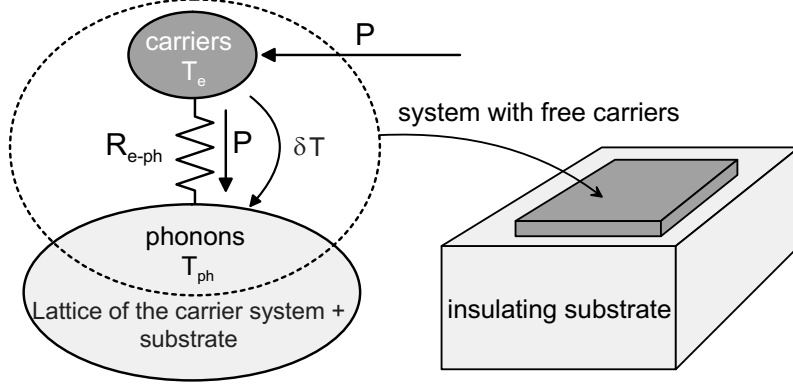 carriers
Tₑ
P
system with free carriers
Rₑ₋ₚₕ
P
δT
phonons
Tₚₕ
Lattice of the carrier system +
substrate
insulating substrate